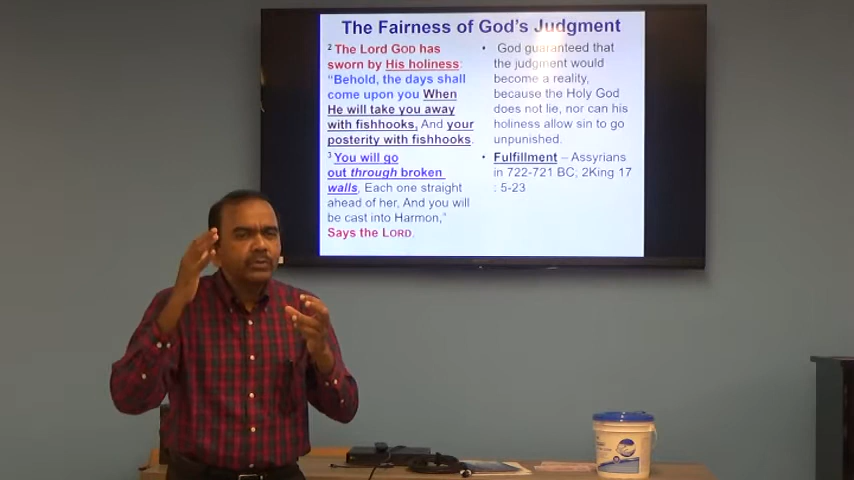 The Fairness of God's Judgment
2 The Lord GOD has
sworn by His holiness:
"Behold, the days shall
come upon you When
He will take you away
with fishhooks, And your
posterity with fishhooks.
3 You will go
out through broken
walls, Each one straight
ahead of her, And you will
be cast into Harmon,"
Says the LORD.
• God guaranteed that
the judgment would
become a reality,
because the Holy God
does not lie, nor can his
holiness allow sin to go
unpunished.
• Fulfillment – Assyrians
in 722-721 BC; 2King 17
: 5-23